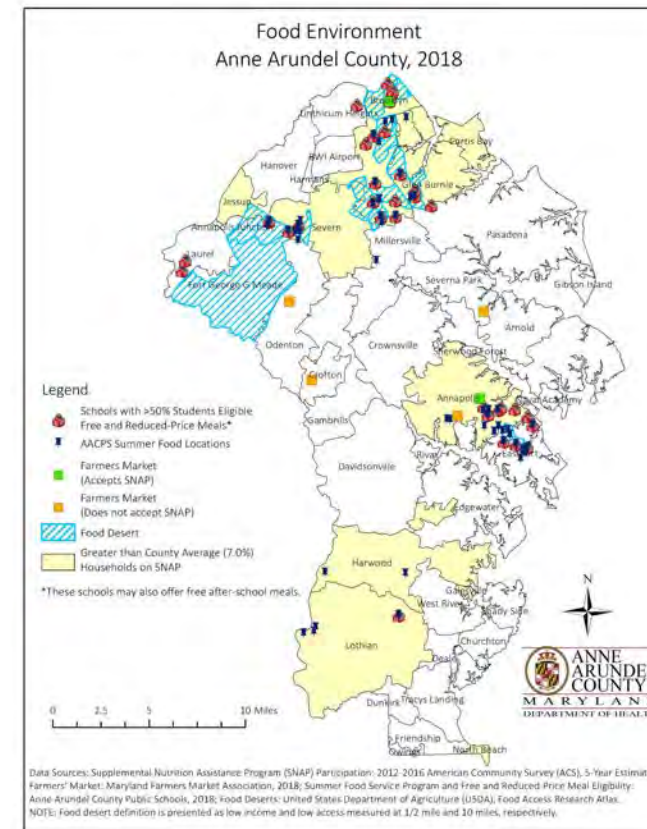 Food Environment
Anne Arundel County, 2018
Brooklyn
Linthicum Heights
Curtis Bay
Hanover
BWI Airport
Harmans
Glen Burnie
Jessup
Annapolis Junction
Severn
Millersville
Pasadena
Laurel
Fort George G Meade
Severna Park
Gibson Island
Arnold
Odenton
Crownsville
Sherwood Forest
Crofton
Annapolis
Naval Academy
Gambrills
Riva
Eastport
Davidsonville
Edgewater
Harwood
Galesville
West River
Shady Side
Lothian
Churchton
Deale
Tracys Landing
Dunkirk
Friendship
Owings
North Beach
Legend
Schools with >50% Students Eligible
Free and Reduced-Price Meals*
AACPS Summer Food Locations
Farmers Market
(Accepts SNAP)
Farmers Market
(Does not accept SNAP)
Food Desert
Greater than County Average (7.0%)
Households on SNAP
*These schools may also offer free after-school meals.
N
0 2.5 5 10 Miles
ANNE
ARUNDEL
COUNTY
MARYLAND
DEPARTMENT OF HEALTH
Data Sources: Supplemental Nutrition Assistance Program (SNAP) Participation: 2012-2016 American Community Survey (ACS), 5-Year Estimat
Farmers' Market: Maryland Farmers Market Association, 2018; Summer Food Service Program and Free and Reduced-Price Meal Eligibility:
Anne Arundel County Public Schools, 2018; Food Deserts: United States Department of Agriculture (USDA), Food Access Research Atlas.
NOTE: Food desert definition is presented as low income and low access measured at 1/2 mile and 10 miles, respectively.